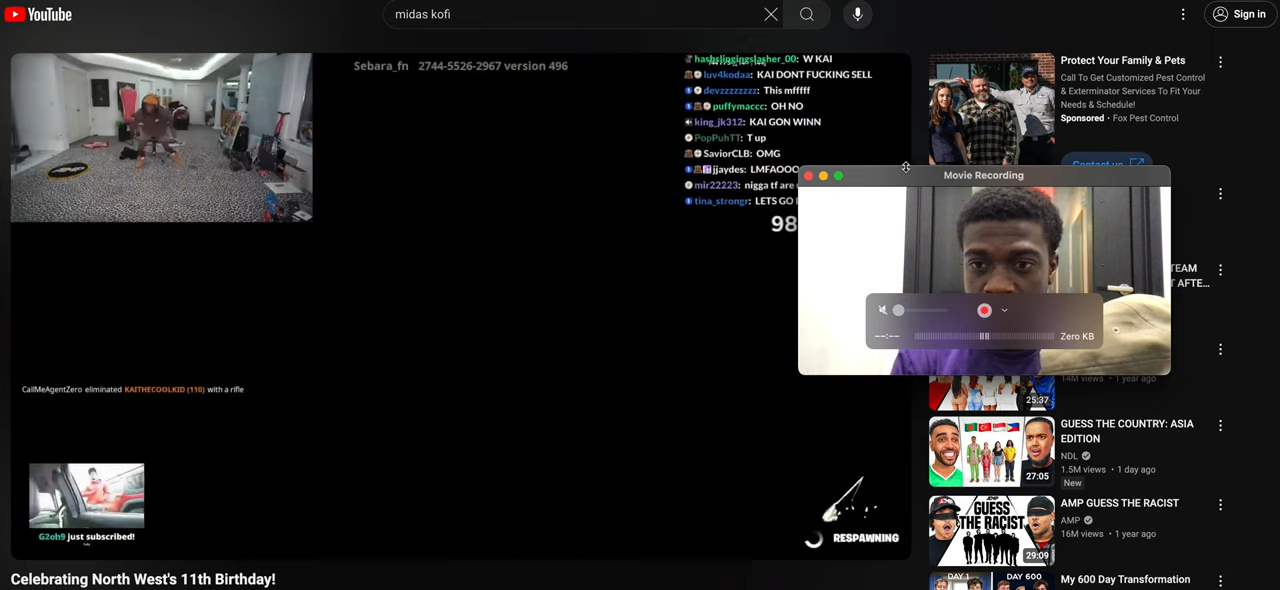 YouTube
midas kofi
Sign in
Sebara_fn 2744-5526-2967 version 496
hashslingingslasher_00: W KAI
luv4kodaa: KAI DONT FUCKING SELL
devzzzzzzzz: This mfffff
puffymaccc: OH NO
king_jk312: KAI GON WINN
PopPuhTT: T up
SaviorCLB: OMG
jjaydes: LMFAOOO
mir22223: nigga tf are
tina_strongr: LETS GO
98
CallMeAgentZero eliminated KAITHECOOLKID (110) with a rifle
G2oh9 just subscribed!
RESPAWNING
Celebrating North West's 11th Birthday!
Protect Your Family & Pets
Call To Get Customized Pest Control
& Exterminator Services To Fit Your
Needs & Schedule!
Sponsored • Fox Pest Control
Contact us
Movie Recording
--:--
Zero KB
TEAM
T AFTE...
14M views • 1 year ago
25:37
GUESS THE COUNTRY: ASIA
EDITION
NDL
1.5M views • 1 day ago
New
27:05
AMP GUESS THE RACIST
AMP
16M views • 1 year ago
AMP
GUESS
THE RACIST
29:09
My 600 Day Transformation
DAY 1
DAY 600